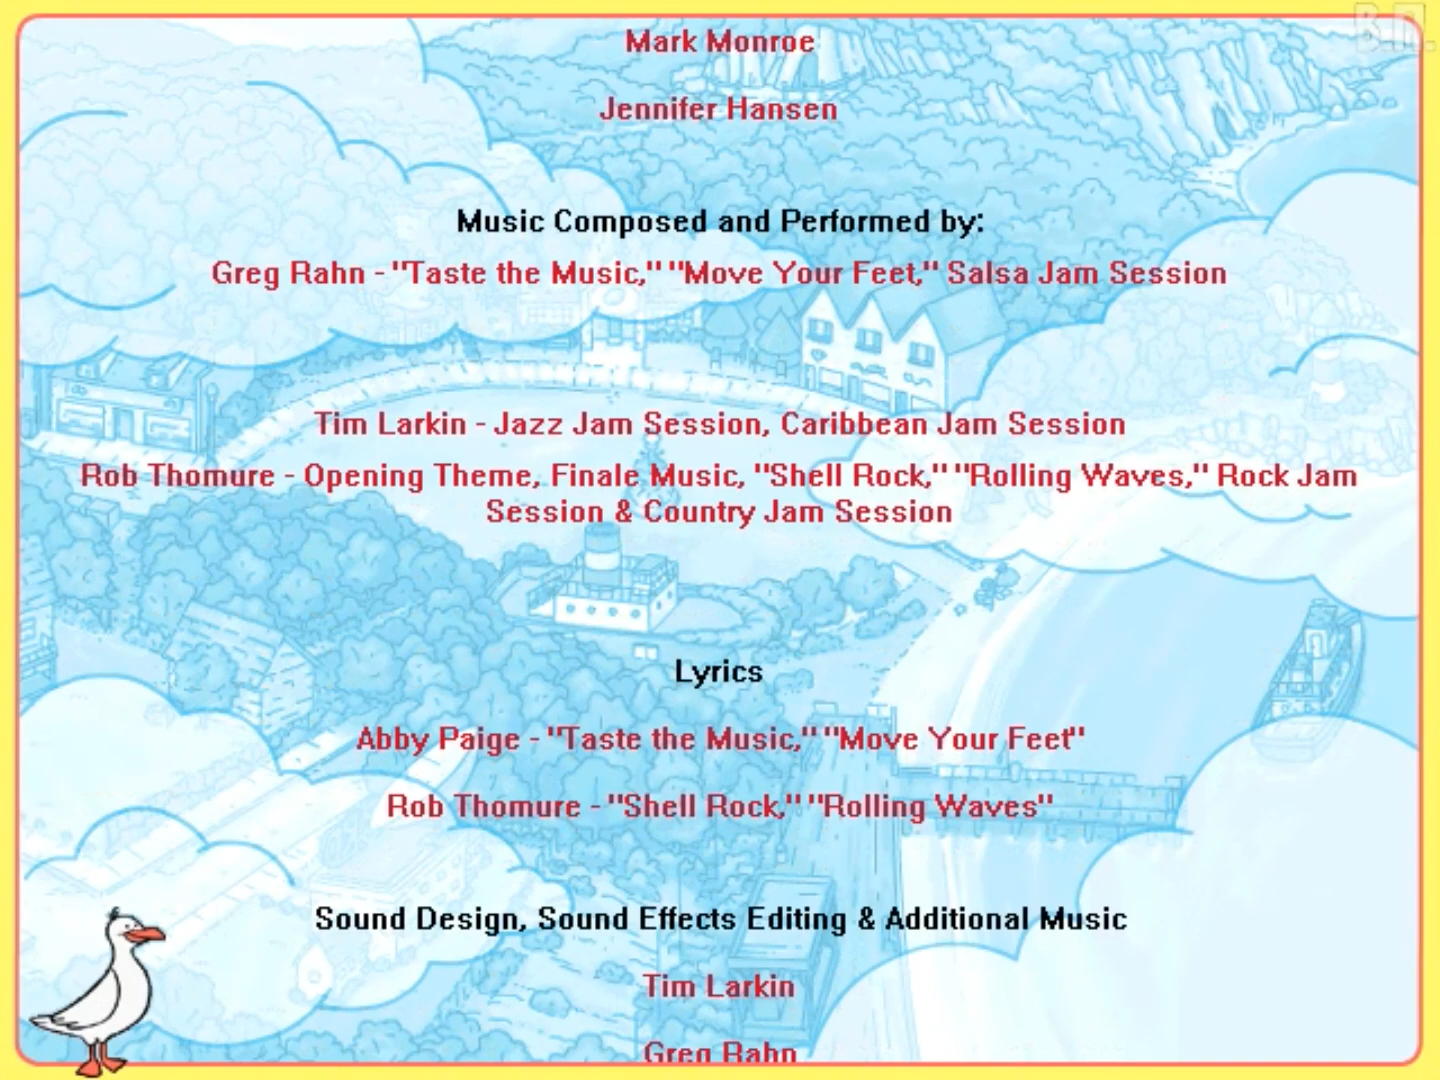 B.П.
Mark Monroe
Jennifer Hansen
Music Composed and Performed by:
Greg Rahn - "Taste the Music," "Move Your Feet," Salsa Jam Session
Tim Larkin - Jazz Jam Session, Caribbean Jam Session
Rob Thomure - Opening Theme, Finale Music, "Shell Rock," "Rolling Waves," Rock Jam
Session & Country Jam Session
Lyrics
Abby Paige - "Taste the Music," "Move Your Feet"
Rob Thomure - "Shell Rock," "Rolling Waves"
Sound Design, Sound Effects Editing & Additional Music
Tim Larkin
Greg Rahn